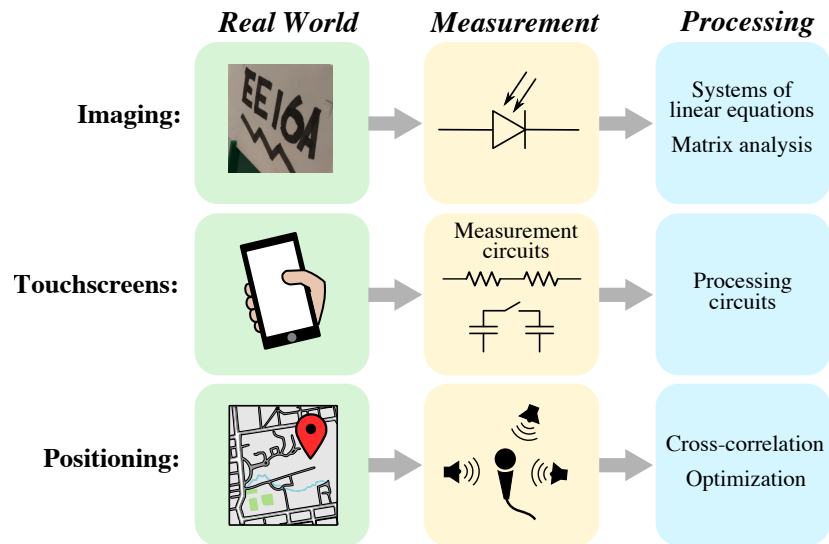 Real World
Measurement
Processing
Imaging:
EE16A
Systems of
linear equations
Matrix analysis
Touchscreens:
Measurement
circuits
Processing
circuits
Positioning:
Cross-correlation
Optimization